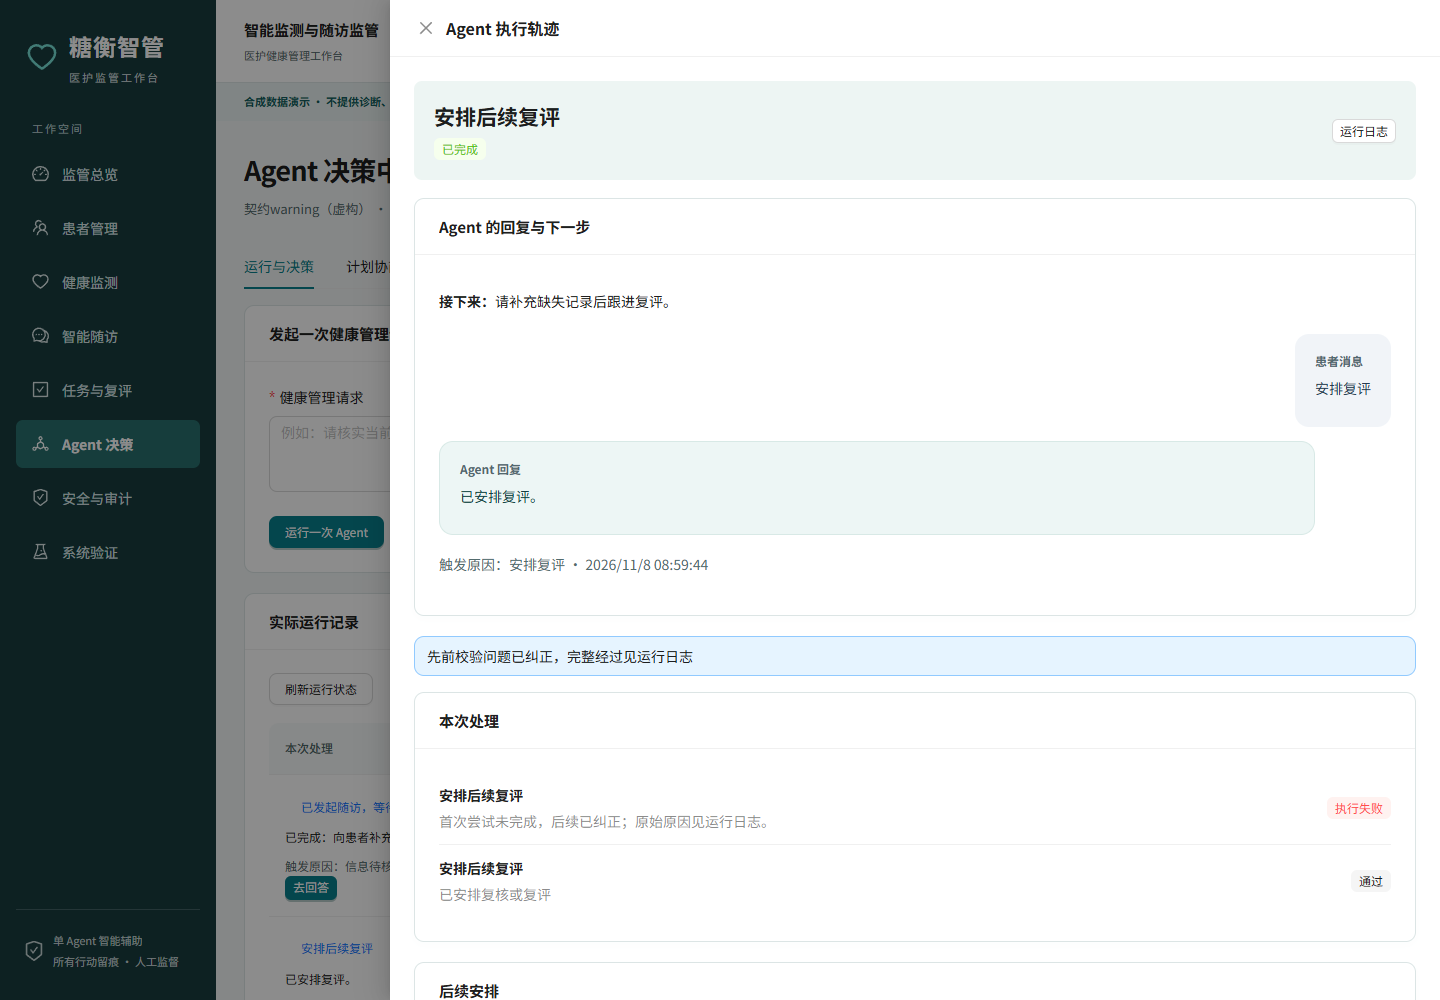 糖衡智管
医护监管工作台
工作空间
监管总览
患者管理
健康监测
智能随访
任务与复评
Agent 决策
安全与审计
系统验证
单 Agent 智能辅助
所有行动留痕 · 人工监督
智能监测与随访监管
医护健康管理工作台
合成数据演示 · 不提供诊断、
Agent 决策中
契约warning（虚构） ·
运行与决策
计划协
发起一次健康管理
* 健康管理请求
例如：请核实当前
运行一次 Agent
实际运行记录
刷新运行状态
本次处理
已发起随访，等待
已完成：向患者补充
触发原因：信息待核
去回答
安排后续复评
已安排复评。
Agent 执行轨迹
安排后续复评
已完成
运行日志
Agent 的回复与下一步
接下来：请补充缺失记录后跟进复评。
患者消息
安排复评
Agent 回复
已安排复评。
触发原因：安排复评 · 2026/11/8 08:59:44
先前校验问题已纠正，完整经过见运行日志
本次处理
安排后续复评
首次尝试未完成，后续已纠正；原始原因见运行日志。
执行失败
安排后续复评
已安排复核或复评
通过
后续安排